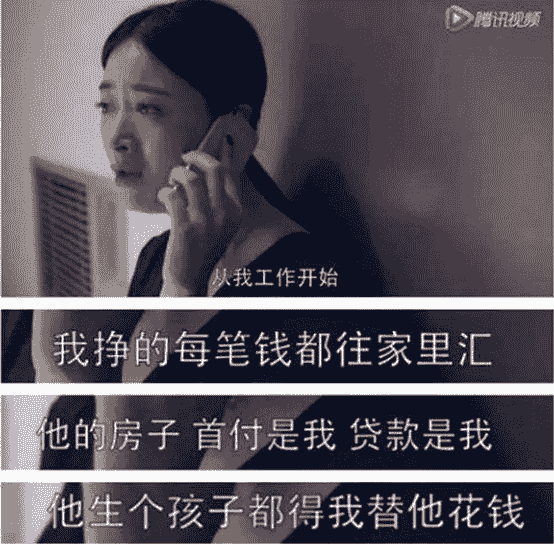 腾讯视频
从我工作开始
我挣的每笔钱都往家里汇
他的房子 首付是我 贷款是我
他生个孩子都得我替他花钱